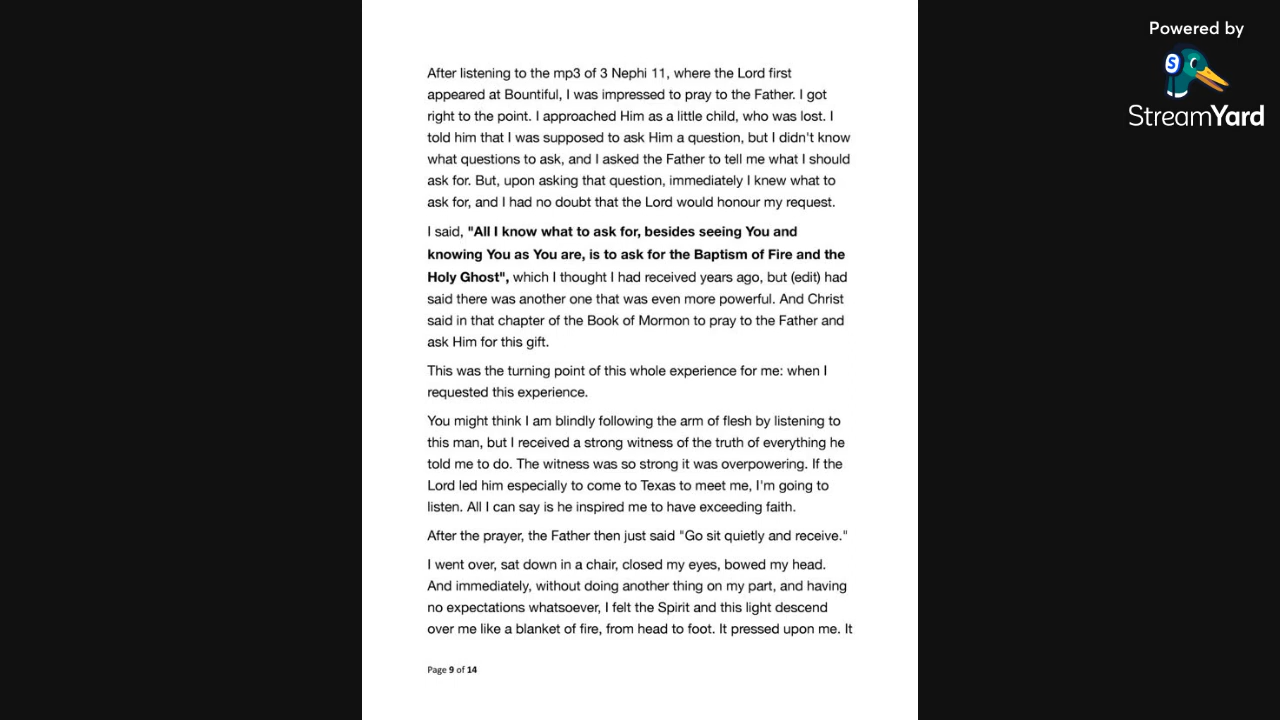 Powered by
StreamYard
After listening to the mp3 of 3 Nephi 11, where the Lord first
appeared at Bountiful, I was impressed to pray to the Father. I got
right to the point. I approached Him as a little child, who was lost. I
told him that I was supposed to ask Him a question, but I didn't know
what questions to ask, and I asked the Father to tell me what I should
ask for. But, upon asking that question, immediately I knew what to
ask for, and I had no doubt that the Lord would honour my request.
I said, "All I know what to ask for, besides seeing You and
knowing You as You are, is to ask for the Baptism of Fire and the
Holy Ghost", which I thought I had received years ago, but (edit) had
said there was another one that was even more powerful. And Christ
said in that chapter of the Book of Mormon to pray to the Father and
ask Him for this gift.
This was the turning point of this whole experience for me: when I
requested this experience.
You might think I am blindly following the arm of flesh by listening to
this man, but I received a strong witness of the truth of everything he
told me to do. The witness was so strong it was overpowering. If the
Lord led him especially to come to Texas to meet me, I'm going to
listen. All I can say is he inspired me to have exceeding faith.
After the prayer, the Father then just said "Go sit quietly and receive."
I went over, sat down in a chair, closed my eyes, bowed my head.
And immediately, without doing another thing on my part, and having
no expectations whatsoever, I felt the Spirit and this light descend
over me like a blanket of fire, from head to foot. It pressed upon me. It
Page 9 of 14